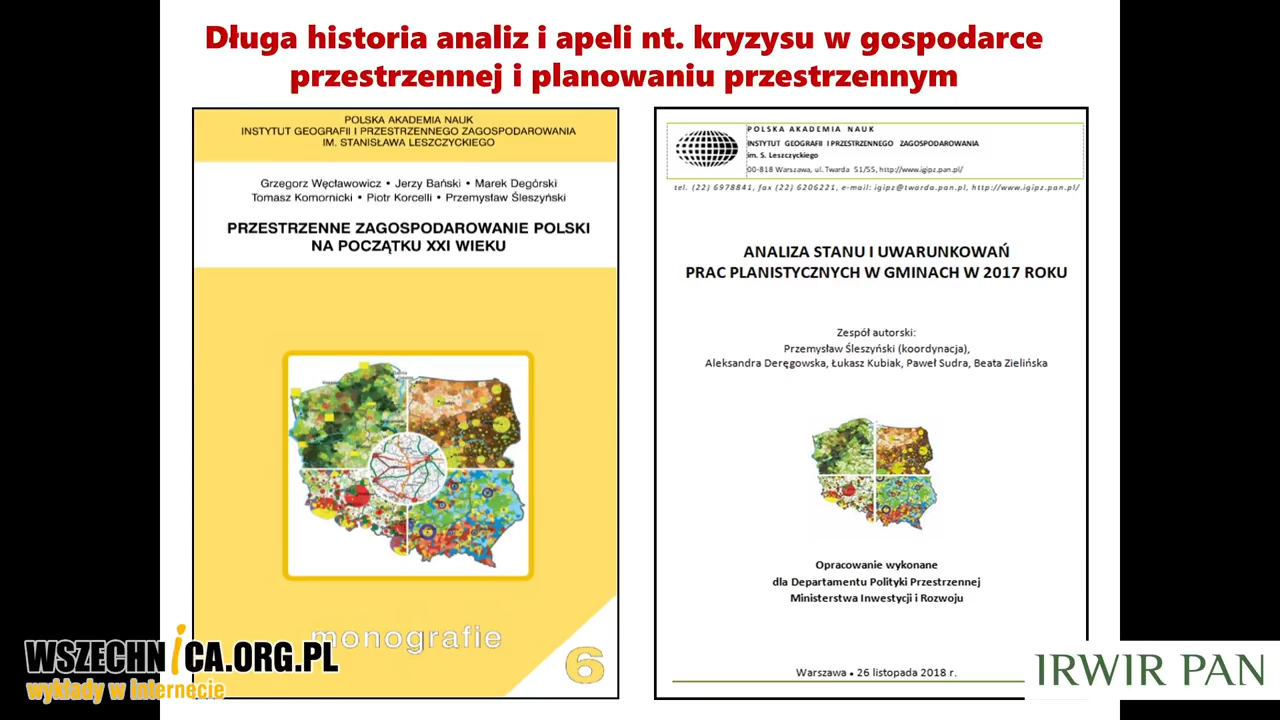 Długa historia analiz i apeli nt. kryzysu w gospodarce
przestrzennej i planowaniu przestrzennym
POLSKA AKADEMIA NAUK
INSTYTUT GEOGRAFII I PRZESTRZENNEGO ZAGOSPODAROWANIA
IM. STANISŁAWA LESZCZYCKIEGO
Grzegorz Węcławowicz • Jerzy Bański • Marek Degórski
Tomasz Komornicki • Piotr Korcelli • Przemysław Śleszyński
PRZESTRZENNE ZAGOSPODAROWANIE POLSKI
NA POCZĄTKU XXI WIEKU
monografie
6
POLSKA AKADEMIA NAUK
INSTYTUT GEOGRAFII I PRZESTRZENNEGO ZAGOSPODAROWANIA
im. S. Leszczyckiego
00-818 Warszawa, ul. Twarda 51/55, http://www.igipz.pan.pl/
tel. (22) 6978841, fax (22) 6206221, e-mail: igipz@twarda.pan.pl, http://www.igipz.pan.pl/
ANALIZA STANU I UWARUNKOWAŃ
PRAC PLANISTYCZNYCH W GMINACH W 2017 ROKU
Zespół autorski:
Przemysław Śleszyński (koordynacja),
Aleksandra Deręgowska, Łukasz Kubiak, Paweł Sudra, Beata Zielińska
Opracowanie wykonane
dla Departamentu Polityki Przestrzennej
Ministerstwa Inwestycji i Rozwoju
Warszawa • 26 listopada 2018 r.
WSZECHNICA.ORG.PL
wykłady w internecie
IRWIR PAN